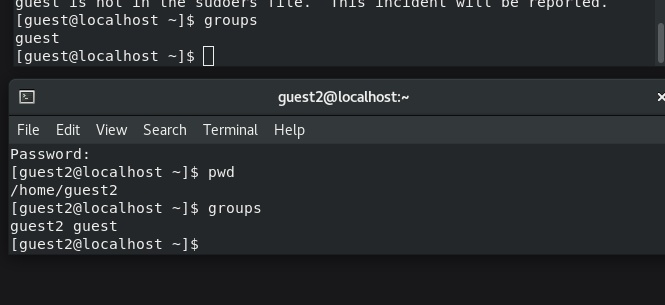 guest is not in the sudoers file.  This incident will be reported.
[guest@localhost ~]$ groups
guest
[guest@localhost ~]$
guest2@localhost:~
File Edit View Search Terminal Help
Password:
[guest2@localhost ~]$ pwd
/home/guest2
[guest2@localhost ~]$ groups
guest2 guest
[guest2@localhost ~]$